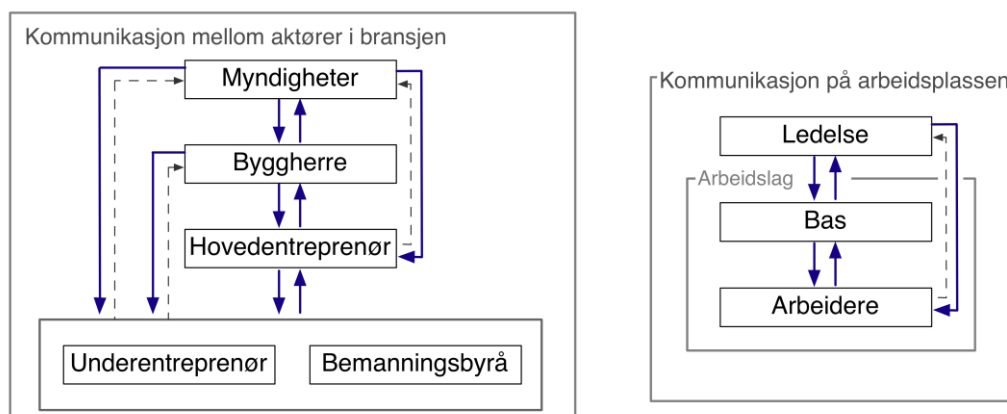 Kommunikasjon mellom aktører i bransjen
Myndigheter
Byggherre
Hovedentreprenør
Underentreprenør
Bemanningsbyrå
Kommunikasjon på arbeidsplassen
Ledelse
Arbeidslag
Bas
Arbeidere